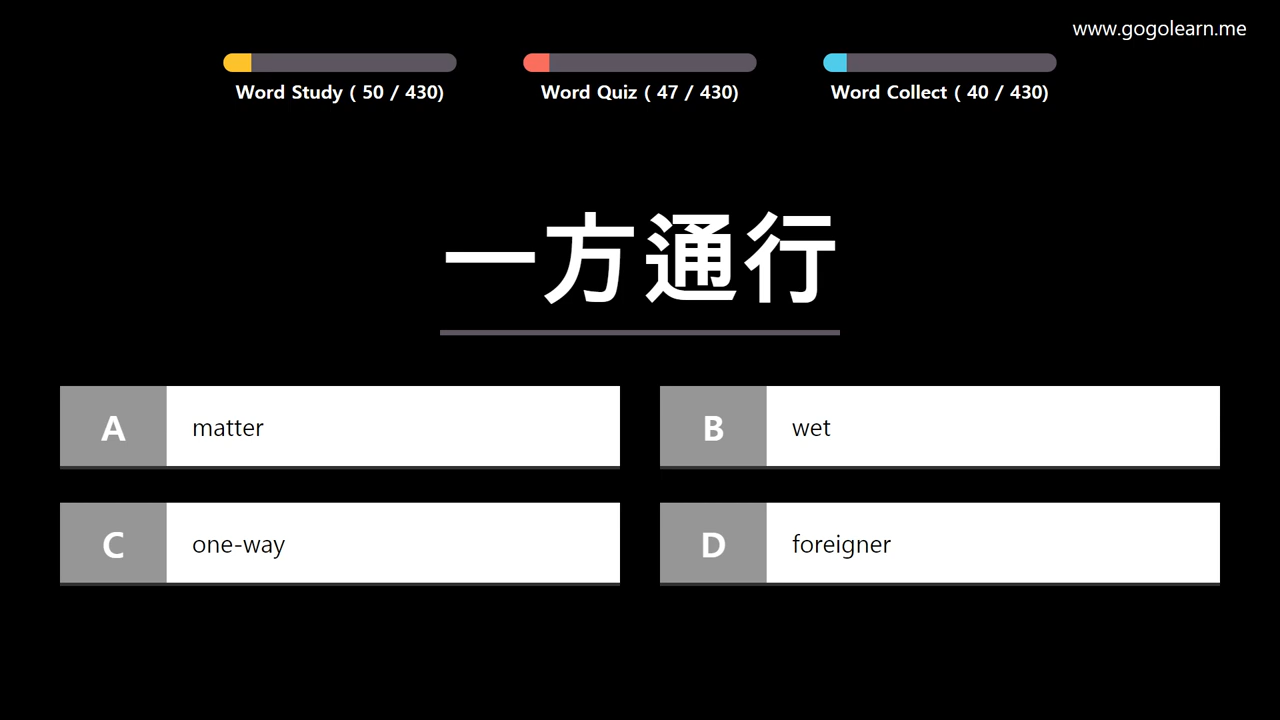 www.gogolearn.me
Word Study ( 50 / 430)
Word Quiz ( 47 / 430)
Word Collect ( 40 / 430)
一方通行
A matter
B wet
C one-way
D foreigner